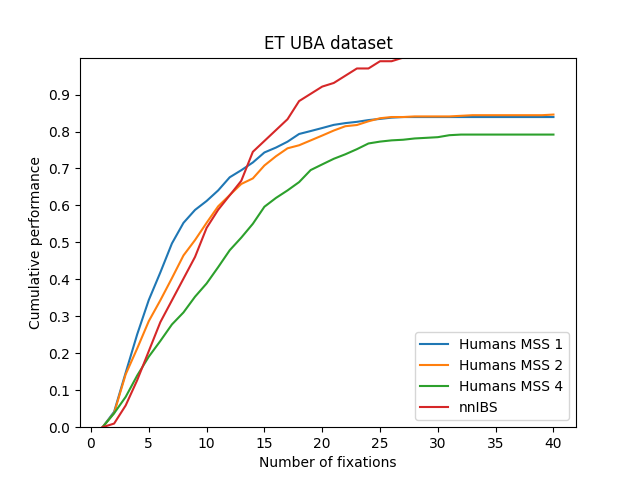 ET UBA dataset
Cumulative performance
0.9
0.8
0.7
0.6
0.5
0.4
0.3
0.2
0.1
0.0
Humans MSS 1
Humans MSS 2
Humans MSS 4
nnIBS
0 5 10 15 20 25 30 35 40
Number of fixations